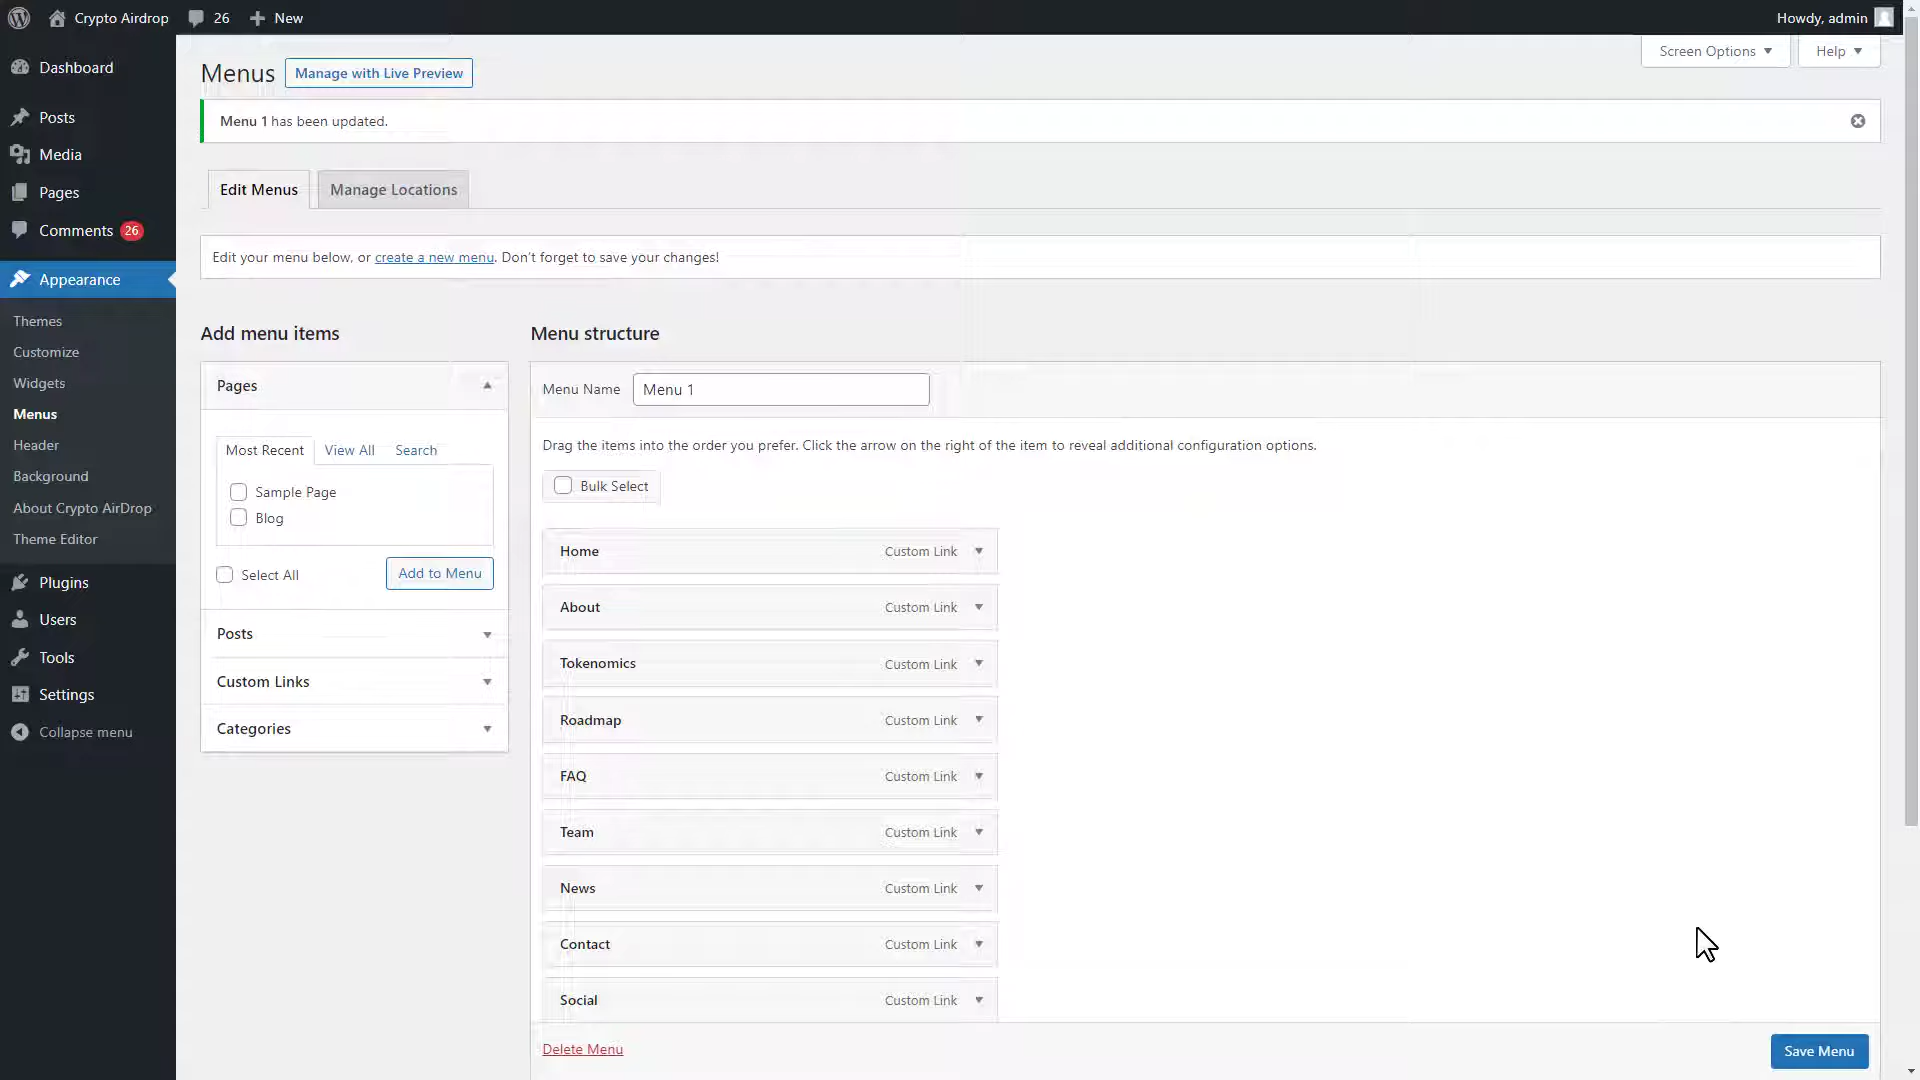 Crypto Airdrop 26 New Howdy, admin
Screen Options Help
Dashboard
Posts
Media
Pages
Comments 26
Appearance
Themes
Customize
Widgets
Menus
Header
Background
About Crypto AirDrop
Theme Editor
Plugins
Users
Tools
Settings
Collapse menu
Menus Manage with Live Preview
Menu 1 has been updated.
Edit Menus Manage Locations
Edit your menu below, or create a new menu. Don't forget to save your changes!
Add menu items
Pages
Most Recent View All Search
Sample Page
Blog
Select All Add to Menu
Posts
Custom Links
Categories
Menu structure
Menu Name Menu 1
Drag the items into the order you prefer. Click the arrow on the right of the item to reveal additional configuration options.
Bulk Select
Home Custom Link
About Custom Link
Tokenomics Custom Link
Roadmap Custom Link
FAQ Custom Link
Team Custom Link
News Custom Link
Contact Custom Link
Social Custom Link
Delete Menu Save Menu